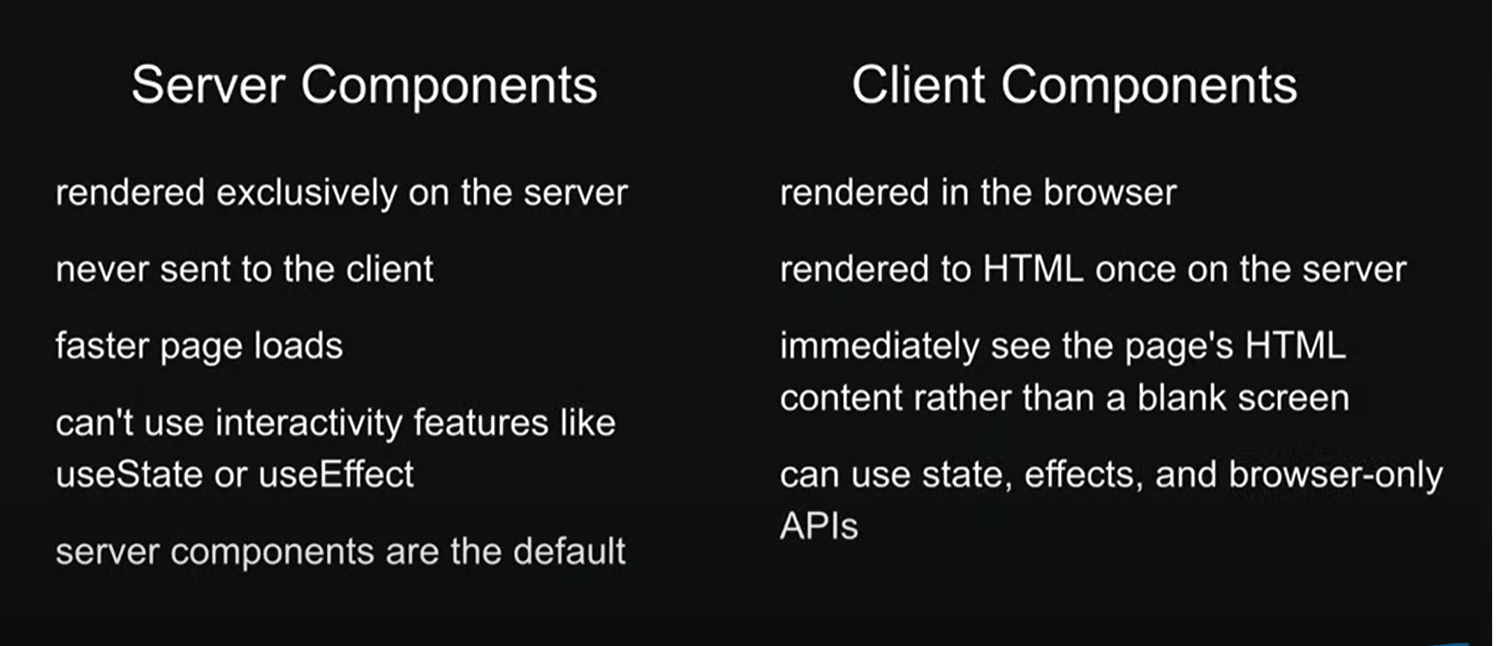 Server Components
rendered exclusively on the server
never sent to the client
faster page loads
can't use interactivity features like
useState or useEffect
server components are the default
Client Components
rendered in the browser
rendered to HTML once on the server
immediately see the page's HTML
content rather than a blank screen
can use state, effects, and browser-only
APIs